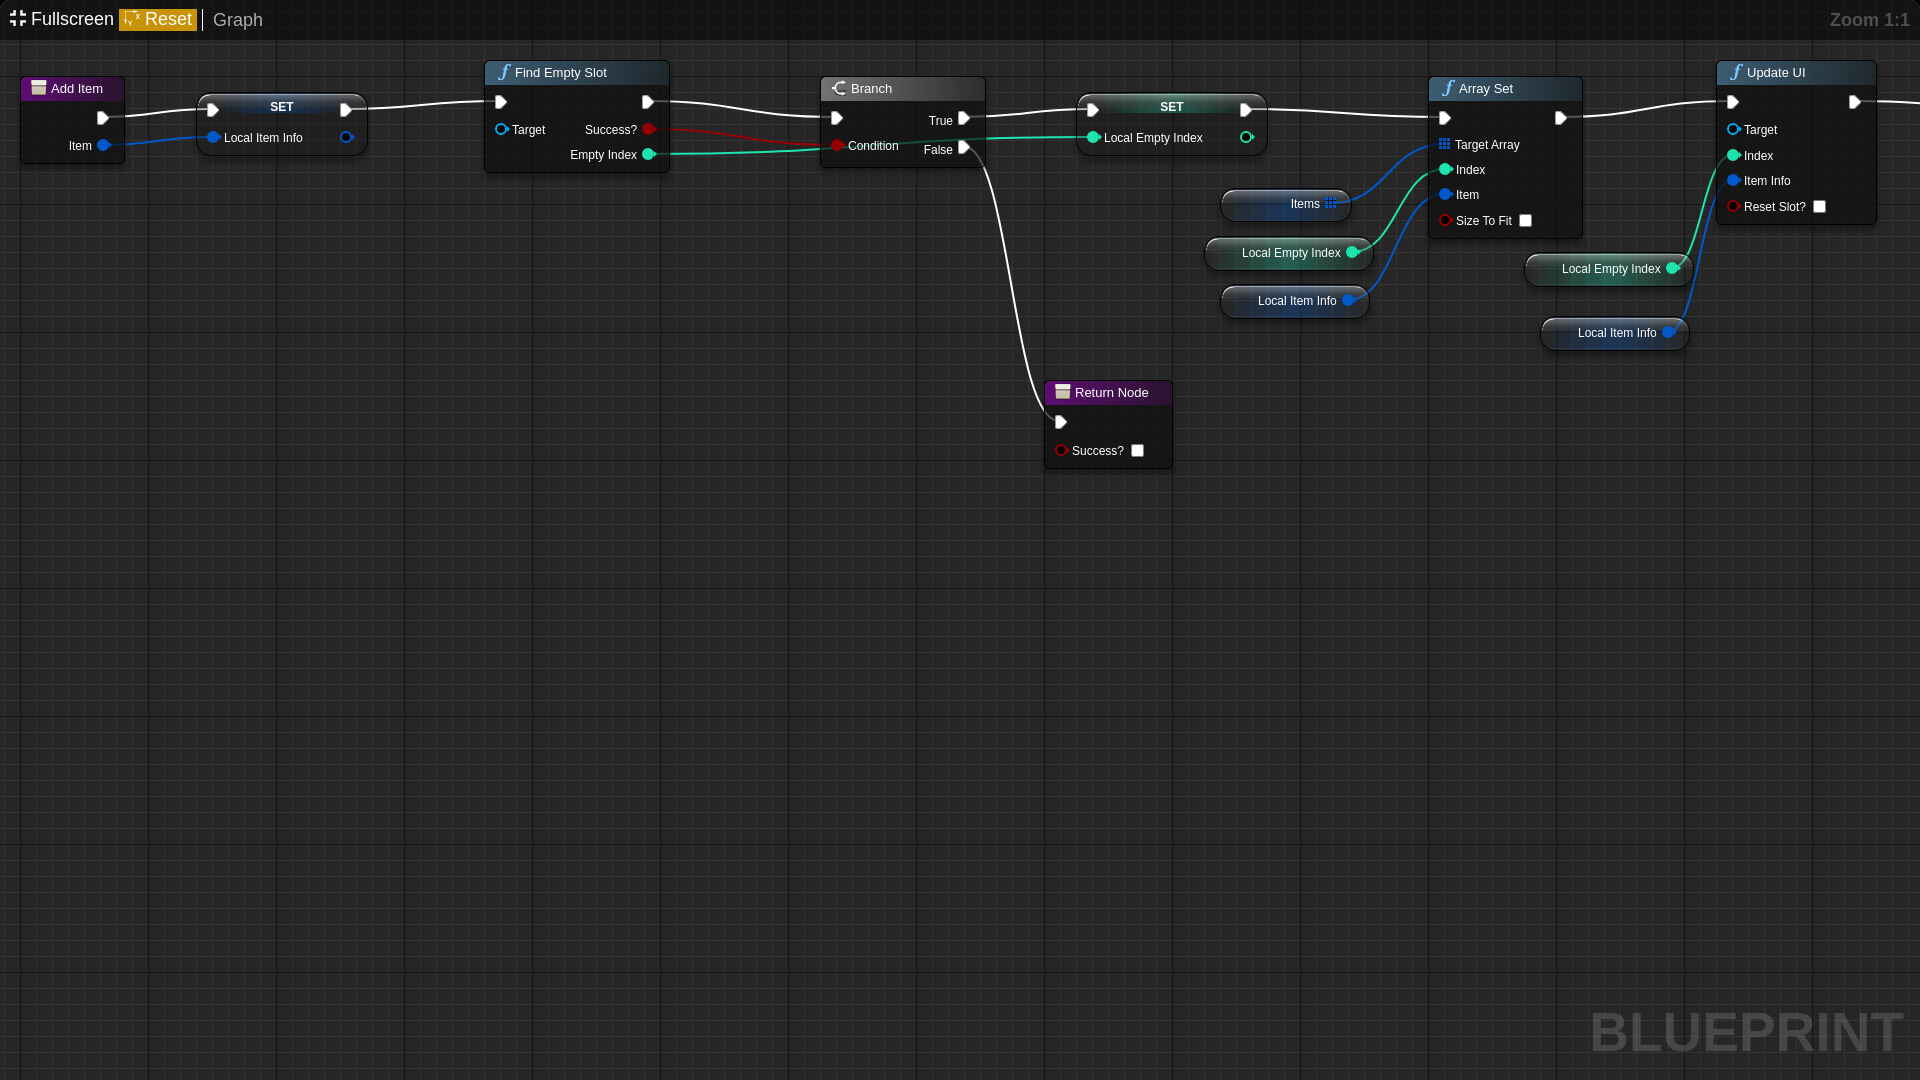 Fullscreen Reset Graph Zoom 1:1
Add Item
Item
SET
Local Item Info
Find Empty Slot
Target Success?
Empty Index
Branch
True
Condition False
SET
Local Empty Index
Array Set
Target Array
Index
Item
Size To Fit
Update UI
Target
Index
Item Info
Reset Slot?
Items
Local Empty Index
Local Item Info
Local Empty Index
Local Item Info
Return Node
Success?
BLUEPRINT